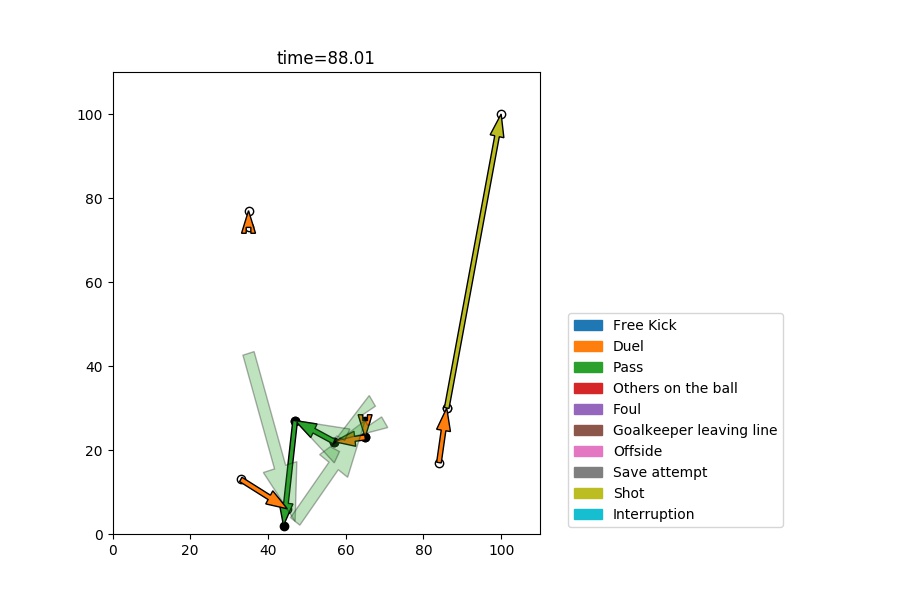 time=88.01
100
80
60
40
20
0
0 20 40 60 80 100
Free Kick
Duel
Pass
Others on the ball
Foul
Goalkeeper leaving line
Offside
Save attempt
Shot
Interruption